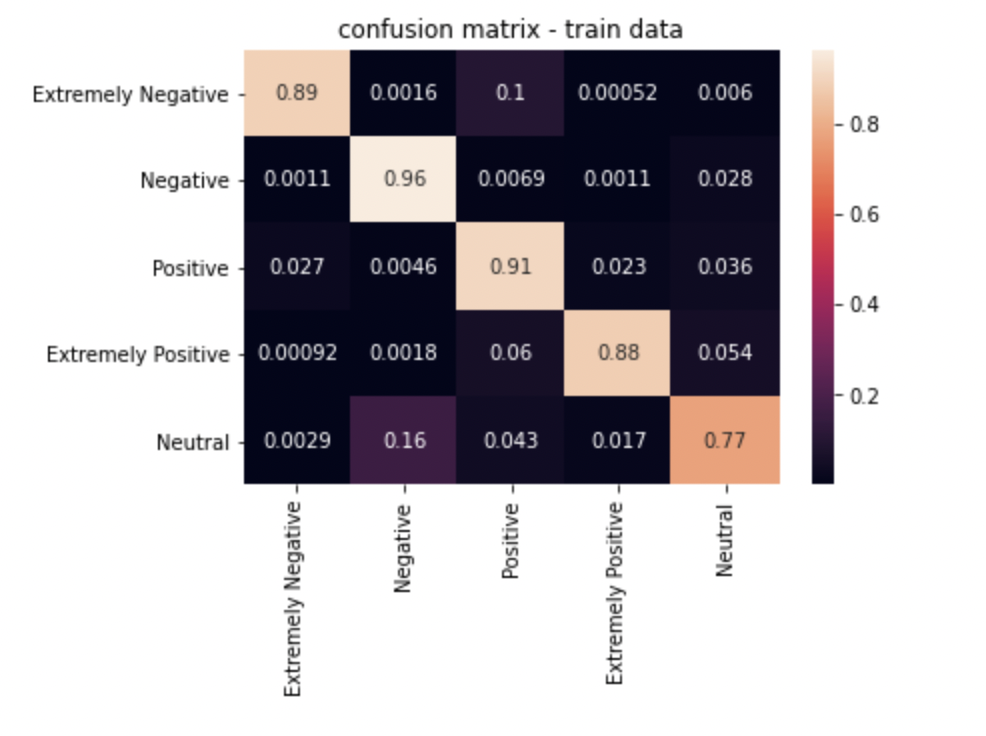 confusion matrix - train data
Extremely Negative 0.89 0.0016 0.1 0.00052 0.006
Negative 0.0011 0.96 0.0069 0.0011 0.028
Positive 0.027 0.0046 0.91 0.023 0.036
Extremely Positive 0.00092 0.0018 0.06 0.88 0.054
Neutral 0.0029 0.16 0.043 0.017 0.77
Extremely Negative
Negative
Positive
Extremely Positive
Neutral
0.8
0.6
0.4
0.2